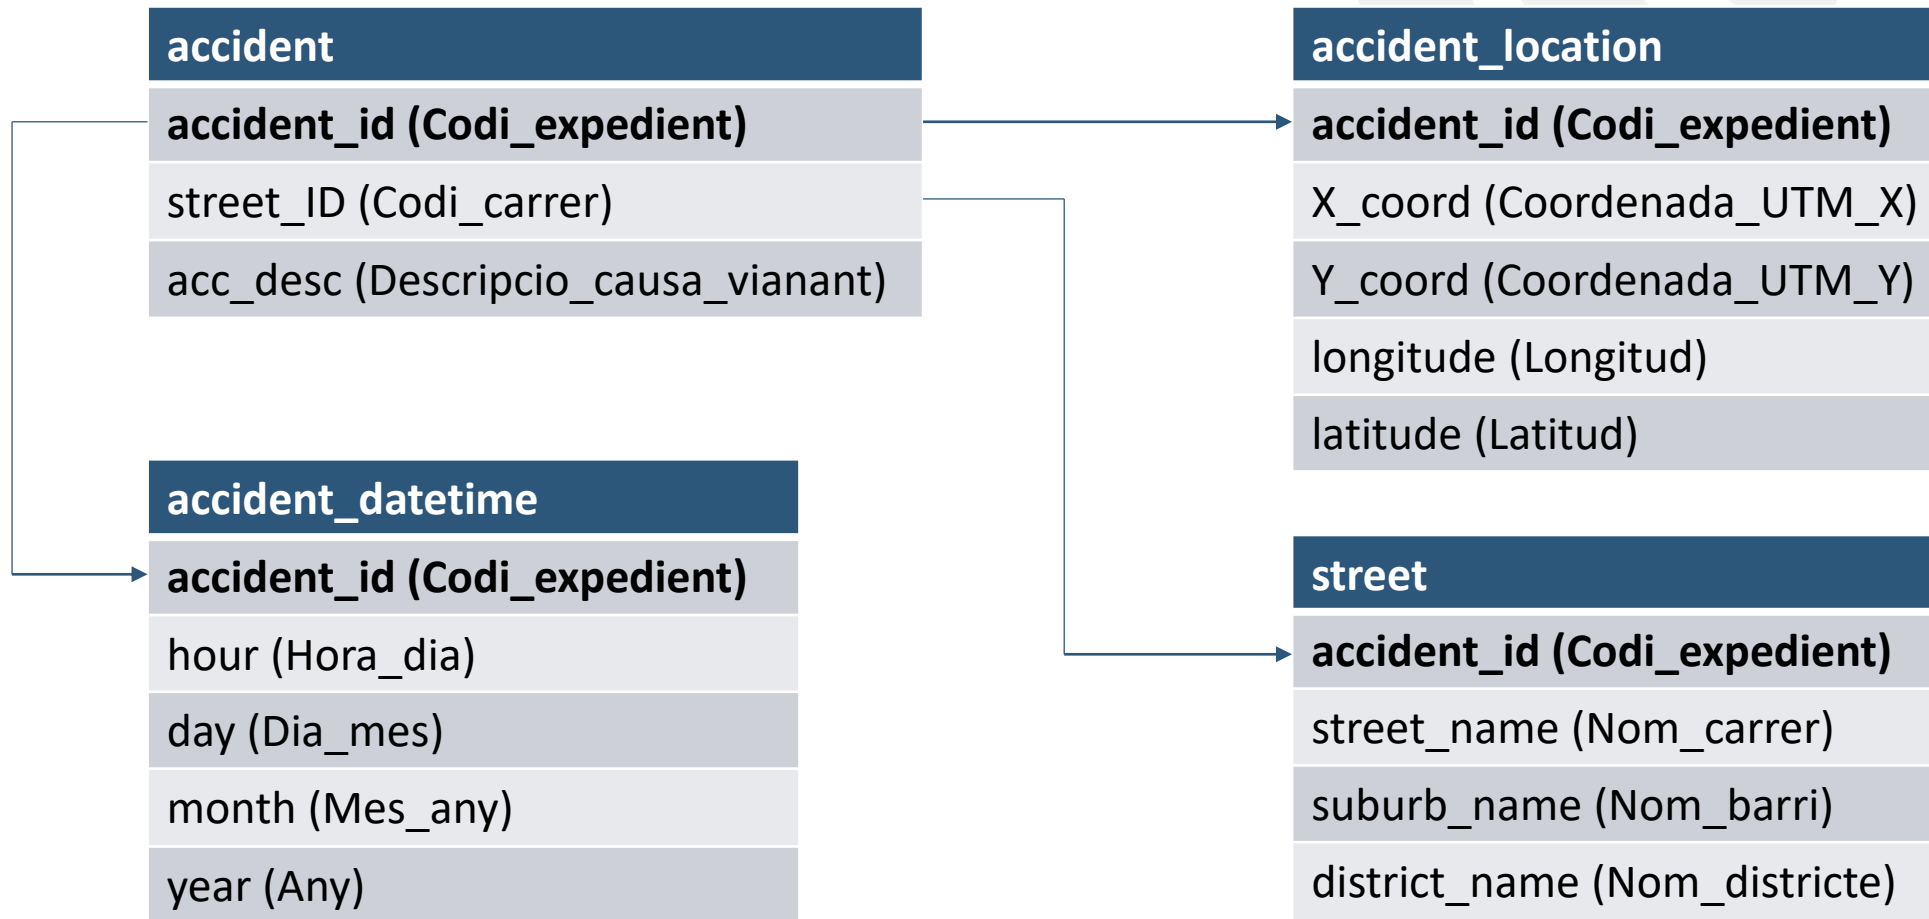 accident
accident_id (Codi_expedient)
street_ID (Codi_carrer)
acc_desc (Descripcio_causa_vianant)
accident_location
accident_id (Codi_expedient)
X_coord (Coordenada_UTM_X)
Y_coord (Coordenada_UTM_Y)
longitude (Longitud)
latitude (Latitud)
accident_datetime
accident_id (Codi_expedient)
hour (Hora_dia)
day (Dia_mes)
month (Mes_any)
year (Any)
street
accident_id (Codi_expedient)
street_name (Nom_carrer)
suburb_name (Nom_barri)
district_name (Nom_districte)